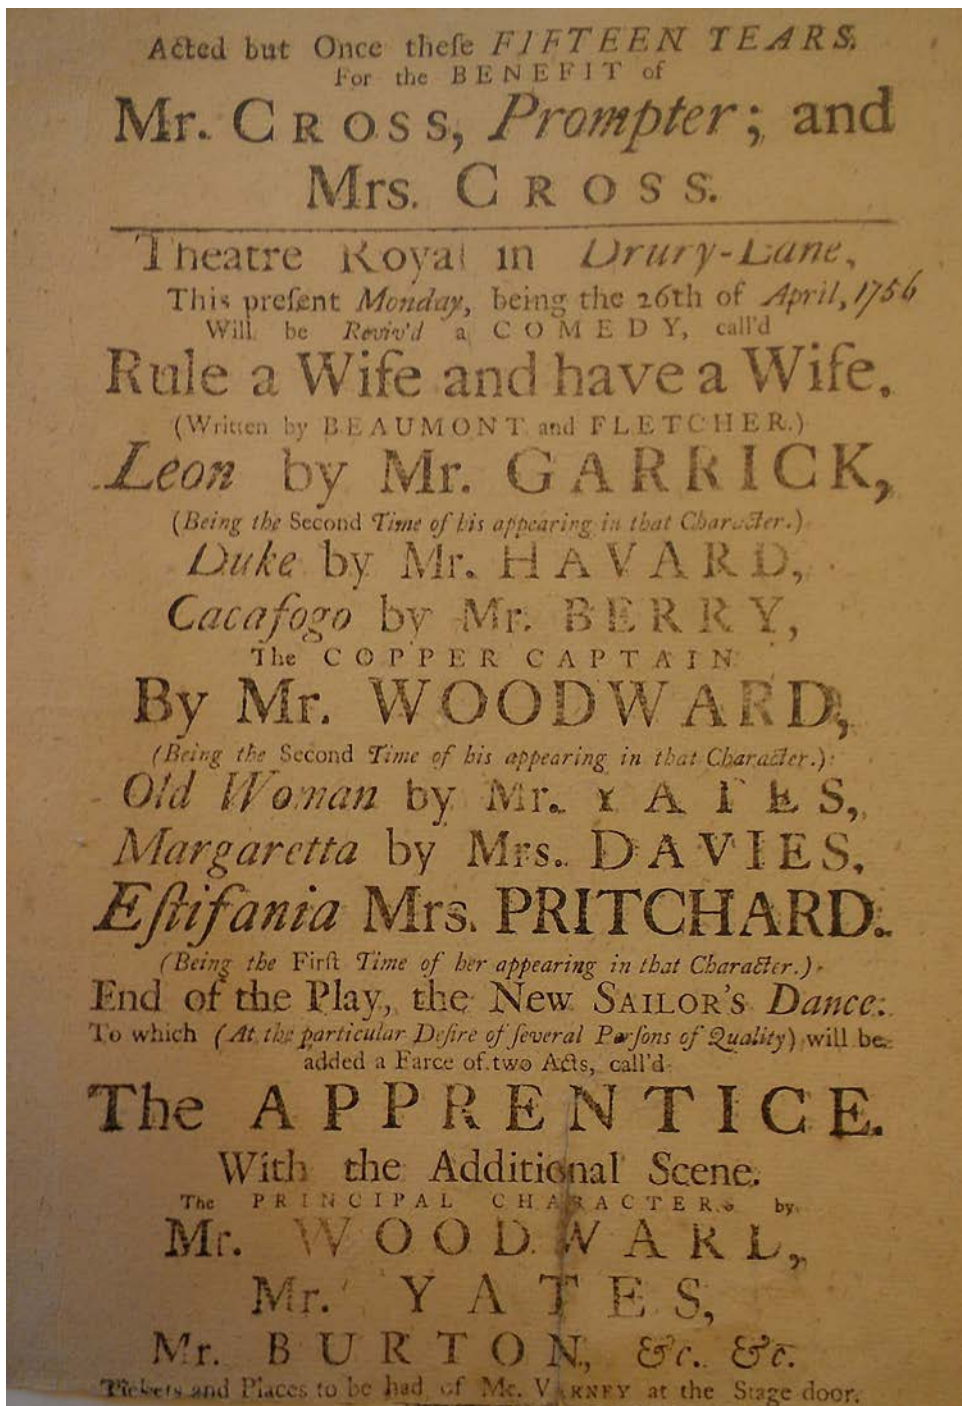 Acted but Once theſe FIFTEEN YEARS.
For the BENEFIT of
Mr. CROSS, Prompter; and
Mrs. CROSS.
Theatre Royal in Drury-Lane,
This preſent Monday, being the 26th of April, 1756
Will be Reviv'd a COMEDY, call'd
Rule a Wife and have a Wife.
(Written by BEAUMONT and FLETCHER.)
Leon by Mr. GARRICK,
(Being the Second Time of his appearing in that Character.)
Duke by Mr. HAVARD,
Cacafogo by Mr. BERRY,
The COPPER CAPTAIN
By Mr. WOODWARD,
(Being the Second Time of his appearing in that Character.)
Old Woman by Mr. YATES,
Margaretta by Mrs. DAVIES,
Eſtifania Mrs. PRITCHARD.
(Being the Firſt Time of her appearing in that Character.)
End of the Play, the New SAILOR'S Dance.
To which (At the particular Deſire of ſeveral Perſons of Quality) will be
added a Farce of two Acts, call'd
The APPRENTICE.
With the Additional Scene.
The PRINCIPAL CHARACTERS by
Mr. WOODWARD,
Mr. YATES,
Mr. BURTON, &c. &c.
Tickets and Places to be had of Mr. VARNEY at the Stage door.